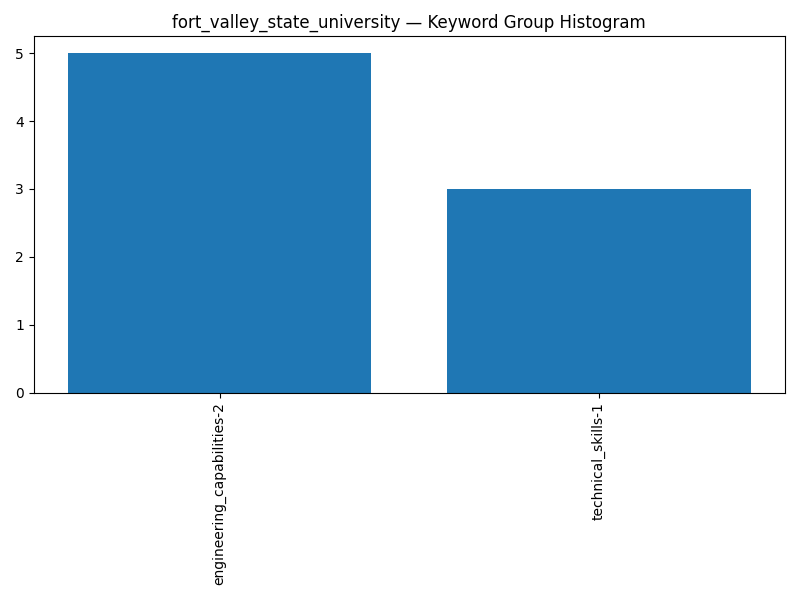 fort_valley_state_university — Keyword Group Histogram
5
4
3
2
1
0
engineering_capabilities-2
technical_skills-1